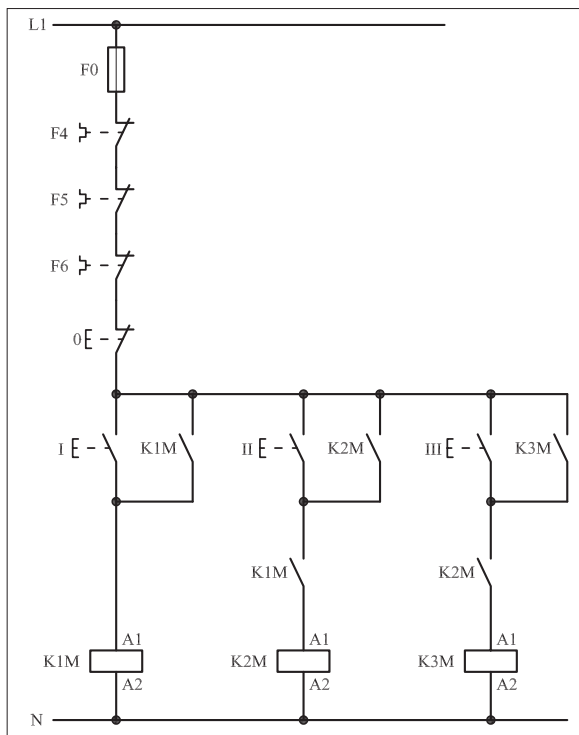 L1
F0
F4
F5
F6
0
I K1M II K2M III K3M
K1M K2M
A1 A1 A1
K1M K2M K3M
A2 A2 A2
N